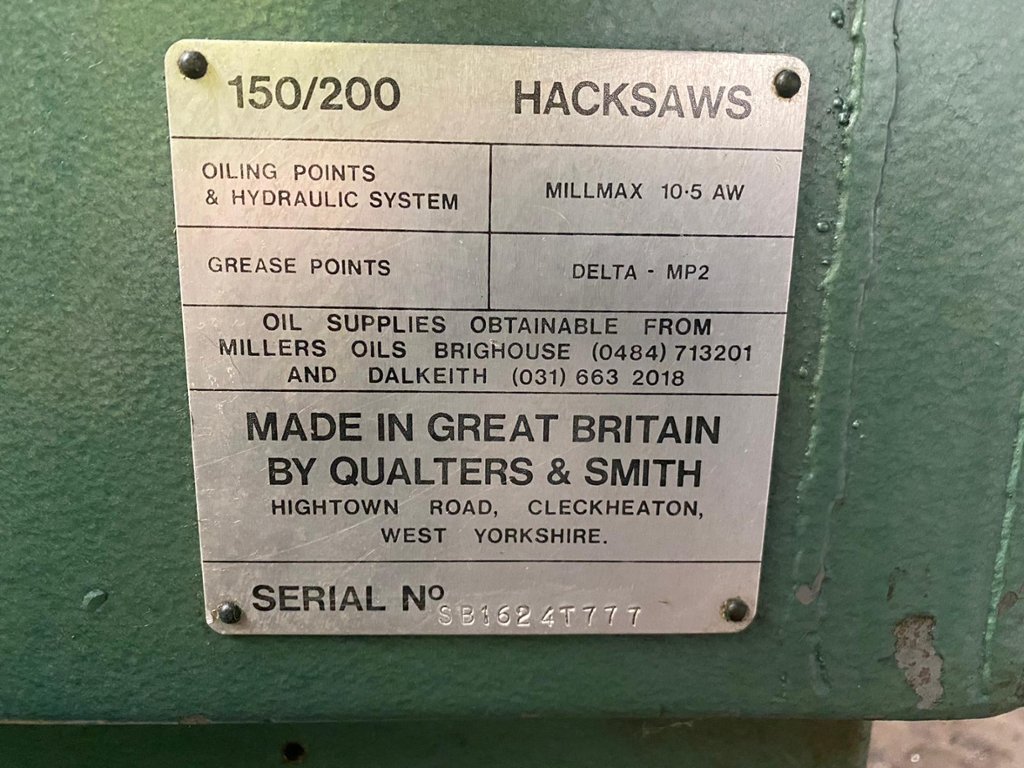 150/200 HACKSAWS
OILING POINTS
& HYDRAULIC SYSTEM
MILLMAX 10·5 AW
GREASE POINTS
DELTA - MP2
OIL SUPPLIES OBTAINABLE FROM
MILLERS OILS BRIGHOUSE (0484) 713201
AND DALKEITH (031) 663 2018
MADE IN GREAT BRITAIN
BY QUALTERS & SMITH
HIGHTOWN ROAD, CLECKHEATON,
WEST YORKSHIRE.
SERIAL Nº SB1624T777